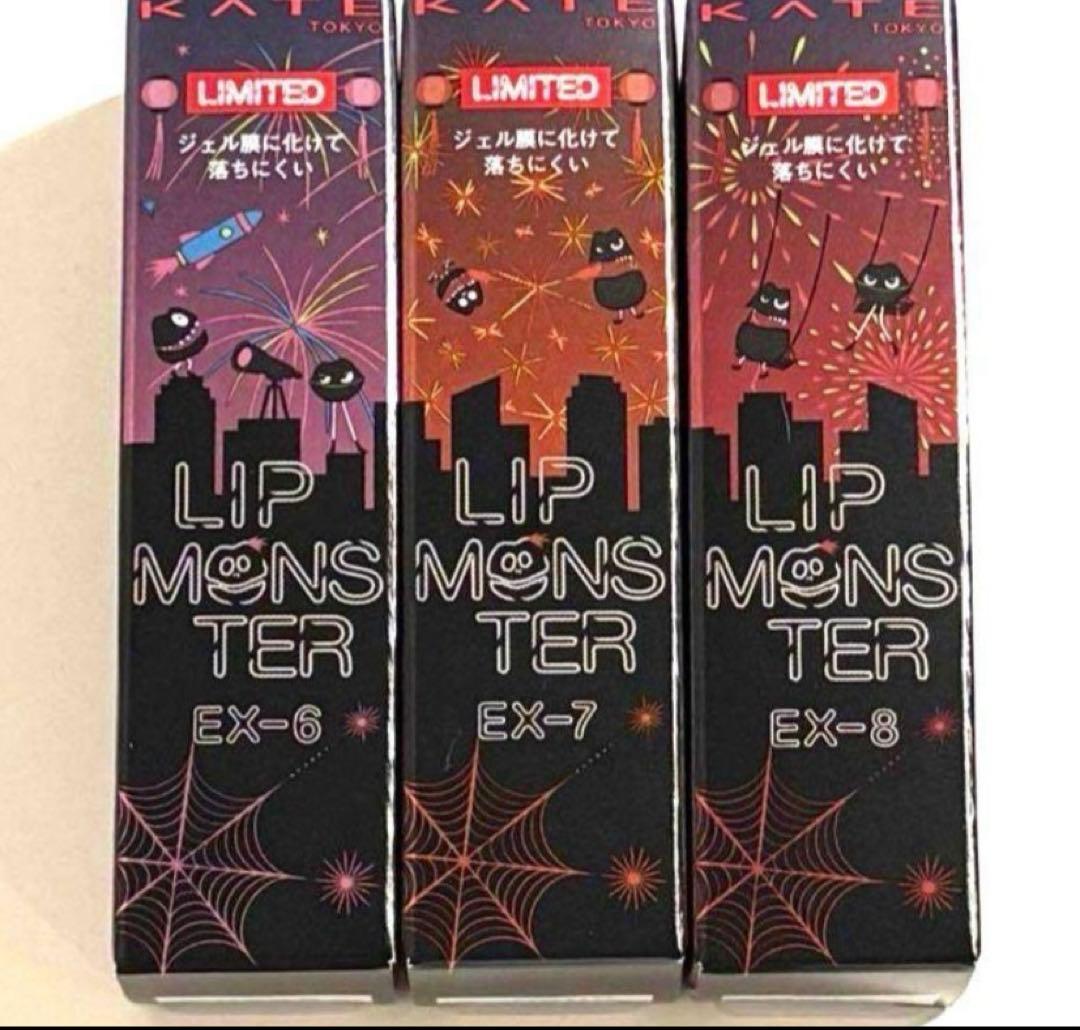 KATE
TOKYO
LIMITED
ジェル膜に化けて
落ちにくい
LIP
MONS
TER
EX-6
KATE
TOKYO
LIMITED
ジェル膜に化けて
落ちにくい
LIP
MONS
TER
EX-7
KATE
TOKYO
LIMITED
ジェル膜に化けて
落ちにくい
LIP
MONS
TER
EX-8